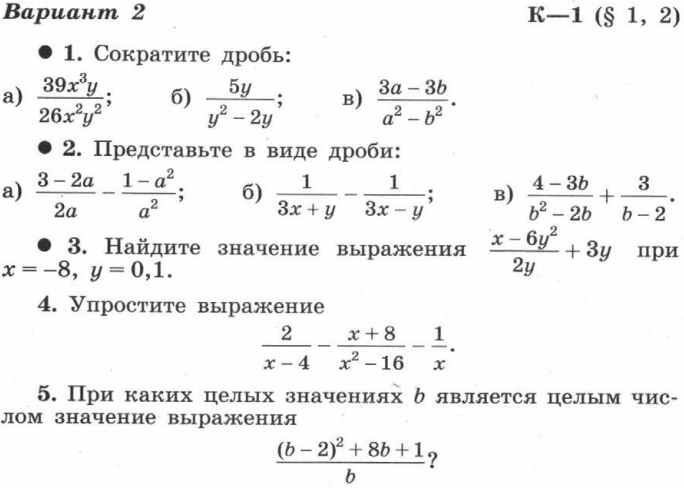 Вариант 2 К—1 (§ 1, 2)
● 1. Сократите дробь:
а) \frac{39x^3y}{26x^2y^2}; б) \frac{5y}{y^2-2y}; в) \frac{3a-3b}{a^2-b^2}.
● 2. Представьте в виде дроби:
а) \frac{3-2a}{2a} - \frac{1-a^2}{a^2}; б) \frac{1}{3x+y} - \frac{1}{3x-y}; в) \frac{4-3b}{b^2-2b} + \frac{3}{b-2}.
● 3. Найдите значение выражения \frac{x-6y^2}{2y} + 3y при
x = –8, y = 0,1.
4. Упростите выражение
\frac{2}{x-4} - \frac{x+8}{x^2-16} - \frac{1}{x}.
5. При каких целых значениях b является целым чис-
лом значение выражения
\frac{(b-2)^2+8b+1}{b}?